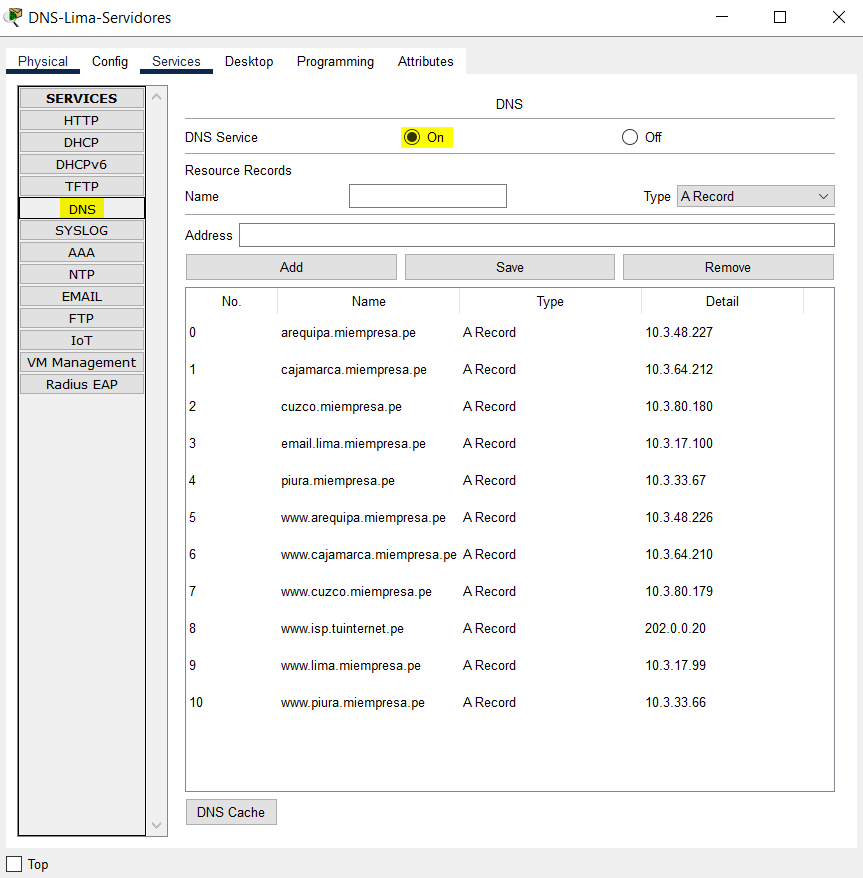 DNS-Lima-Servidores
Physical Config Services Desktop Programming Attributes
SERVICES
HTTP
DHCP
DHCPv6
TFTP
DNS
SYSLOG
AAA
NTP
EMAIL
FTP
IoT
VM Management
Radius EAP
DNS
DNS Service On Off
Resource Records
Name Type A Record
Address
Add Save Remove
No. Name Type Detail
0 arequipa.miempresa.pe A Record 10.3.48.227
1 cajamarca.miempresa.pe A Record 10.3.64.212
2 cuzco.miempresa.pe A Record 10.3.80.180
3 email.lima.miempresa.pe A Record 10.3.17.100
4 piura.miempresa.pe A Record 10.3.33.67
5 www.arequipa.miempresa.pe A Record 10.3.48.226
6 www.cajamarca.miempresa.pe A Record 10.3.64.210
7 www.cuzco.miempresa.pe A Record 10.3.80.179
8 www.isp.tuinternet.pe A Record 202.0.0.20
9 www.lima.miempresa.pe A Record 10.3.17.99
10 www.piura.miempresa.pe A Record 10.3.33.66
DNS Cache
Top